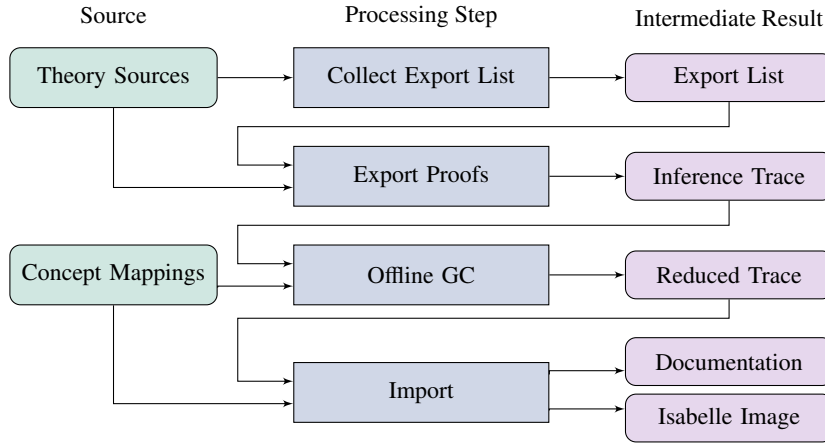 Source Processing Step Intermediate Result
Theory Sources Collect Export List Export List
Export Proofs Inference Trace
Concept Mappings Offline GC Reduced Trace
Documentation
Import
Isabelle Image